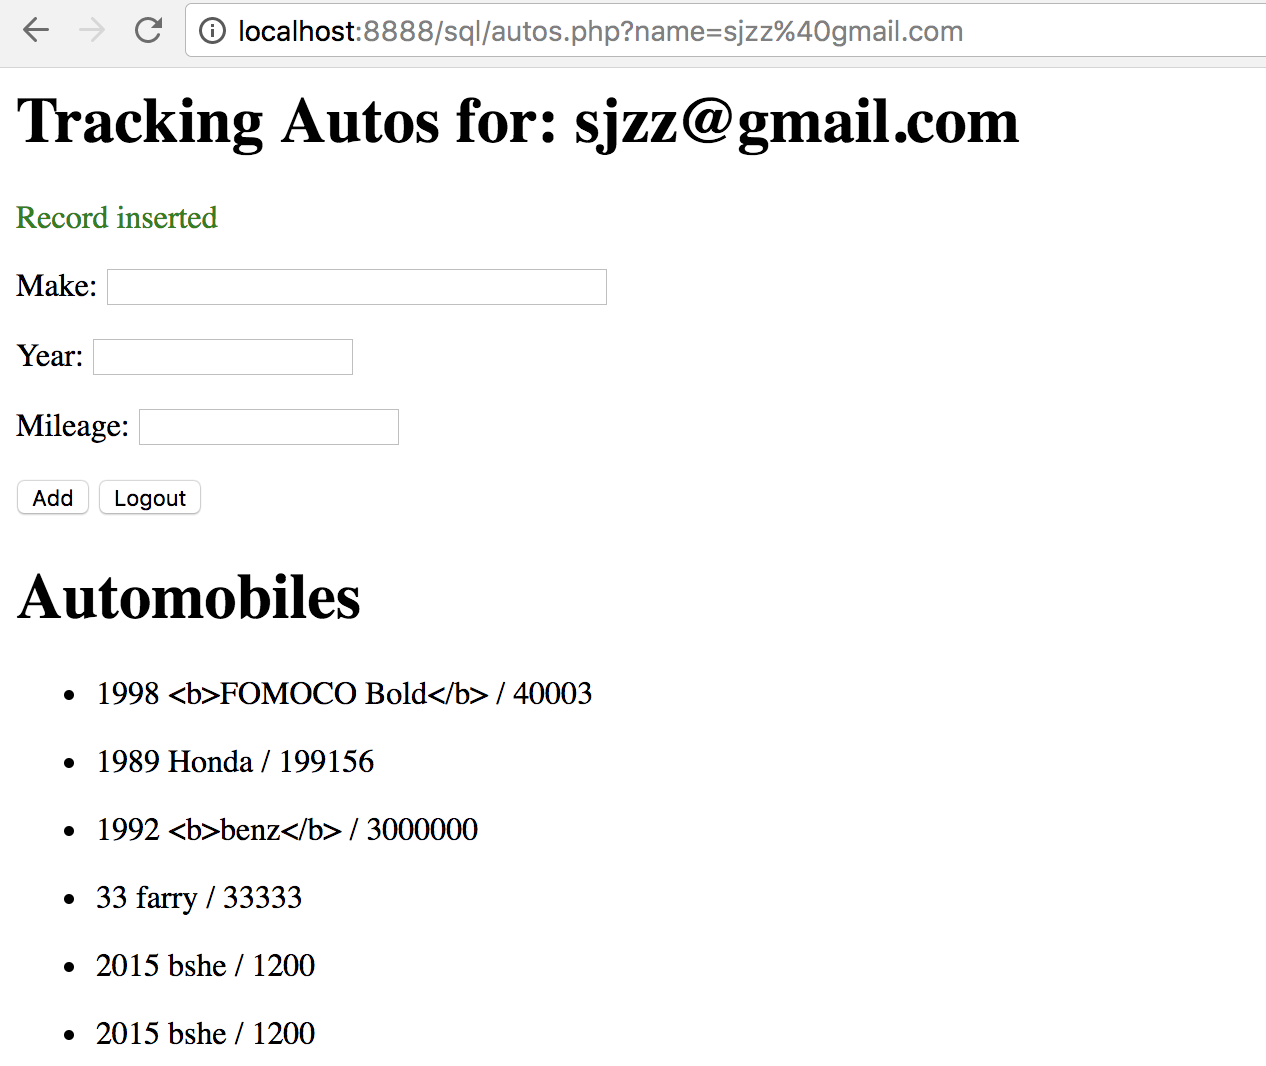 localhost:8888/sql/autos.php?name=sjzz%40gmail.com
Tracking Autos for: sjzz@gmail.com
Record inserted
Make:
Year:
Mileage:
Add Logout
Automobiles
• 1998 <b>FOMOCO Bold</b> / 40003
• 1989 Honda / 199156
• 1992 <b>benz</b> / 3000000
• 33 farry / 33333
• 2015 bshe / 1200
• 2015 bshe / 1200